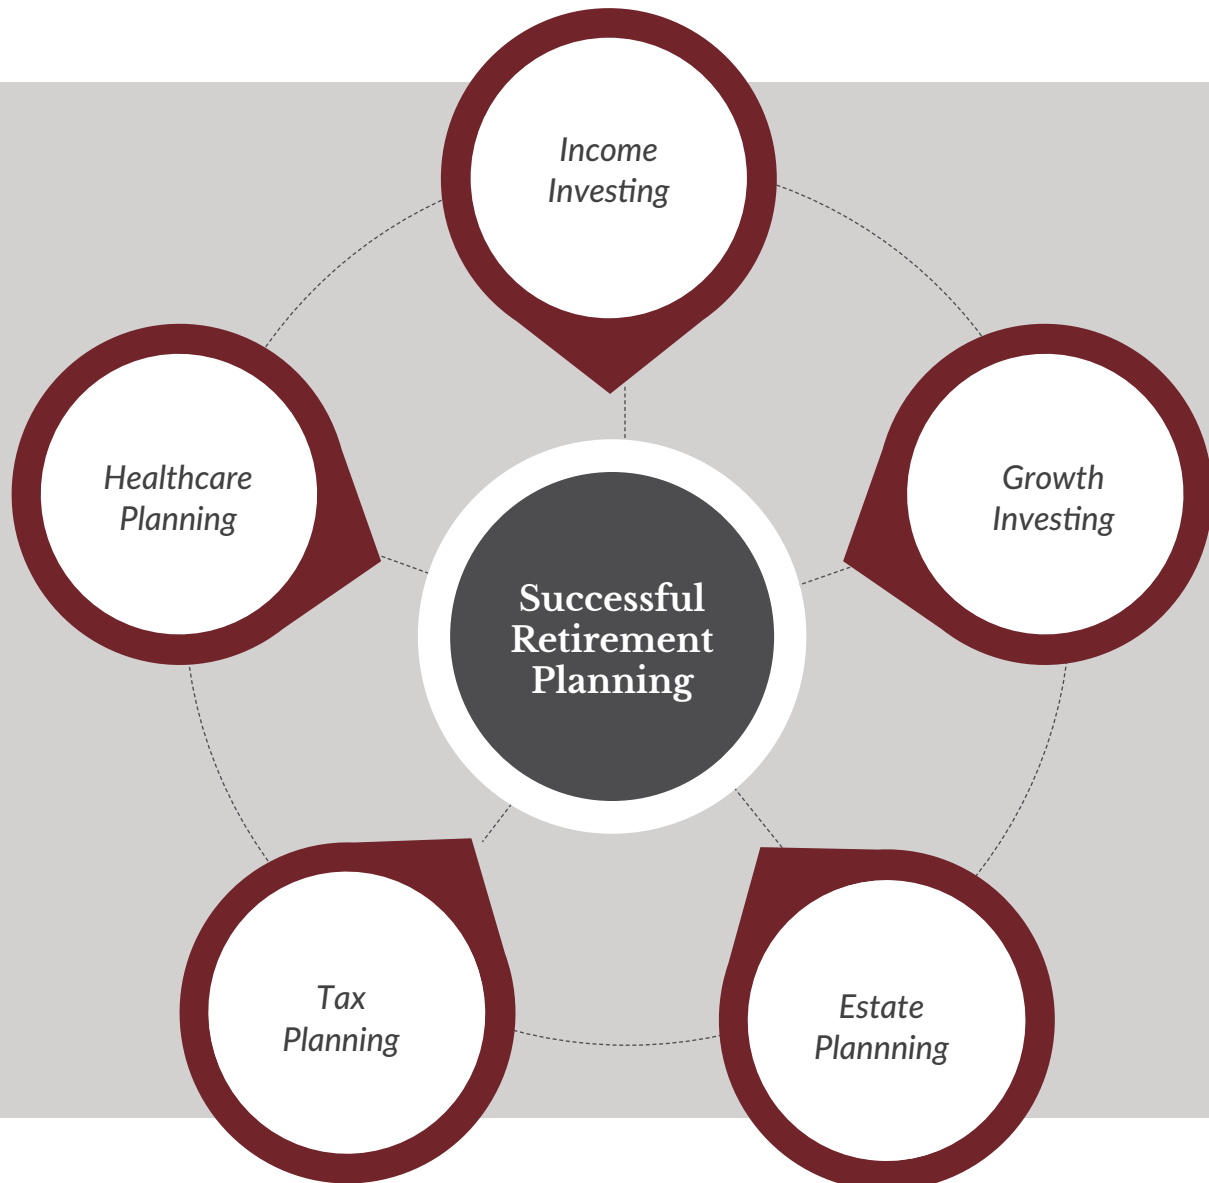 Income
Investing
Healthcare
Planning
Growth
Investing
Successful
Retirement
Planning
Tax
Planning
Estate
Plannning